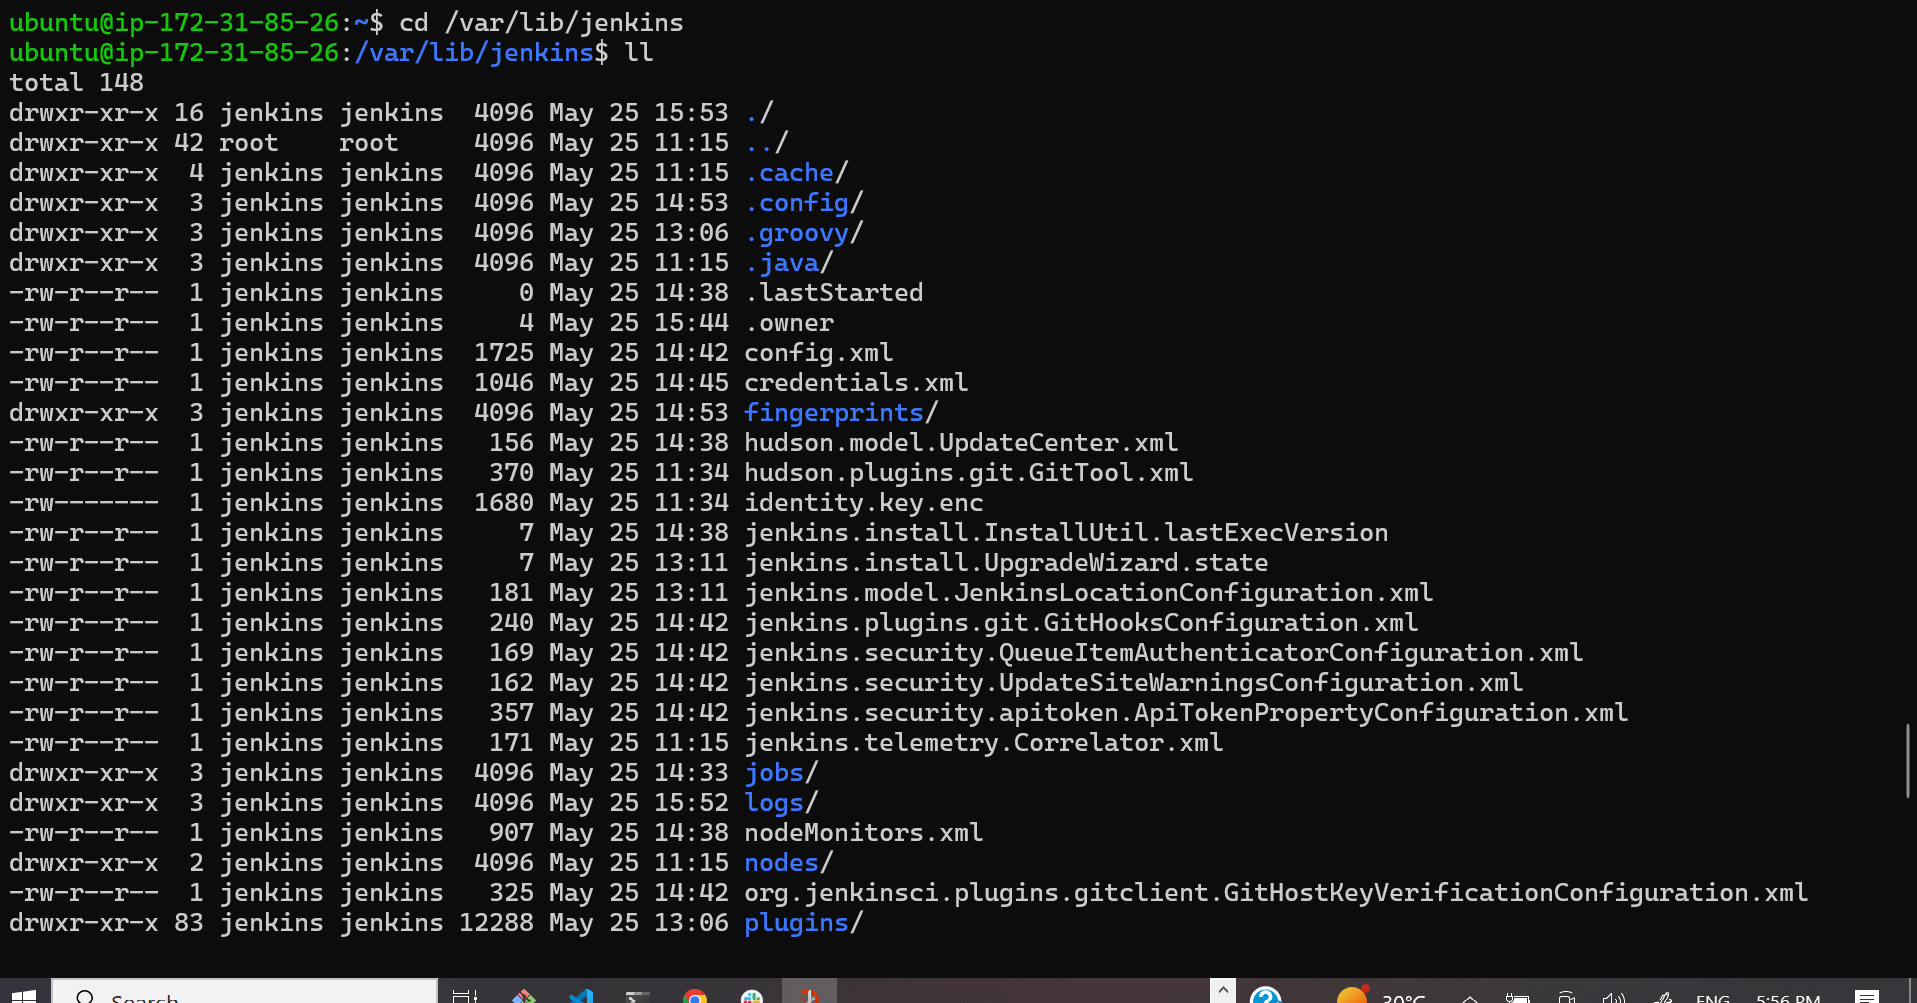 ubuntu@ip-172-31-85-26:~$ cd /var/lib/jenkins
ubuntu@ip-172-31-85-26:/var/lib/jenkins$ ll
total 148
drwxr-xr-x 16 jenkins jenkins  4096 May 25 15:53 ./
drwxr-xr-x 42 root    root     4096 May 25 11:15 ../
drwxr-xr-x  4 jenkins jenkins  4096 May 25 11:15 .cache/
drwxr-xr-x  3 jenkins jenkins  4096 May 25 14:53 .config/
drwxr-xr-x  3 jenkins jenkins  4096 May 25 13:06 .groovy/
drwxr-xr-x  3 jenkins jenkins  4096 May 25 11:15 .java/
-rw-r--r--  1 jenkins jenkins     0 May 25 14:38 .lastStarted
-rw-r--r--  1 jenkins jenkins     4 May 25 15:44 .owner
-rw-r--r--  1 jenkins jenkins  1725 May 25 14:42 config.xml
-rw-r--r--  1 jenkins jenkins  1046 May 25 14:45 credentials.xml
drwxr-xr-x  3 jenkins jenkins  4096 May 25 14:53 fingerprints/
-rw-r--r--  1 jenkins jenkins   156 May 25 14:38 hudson.model.UpdateCenter.xml
-rw-r--r--  1 jenkins jenkins   370 May 25 11:34 hudson.plugins.git.GitTool.xml
-rw-------  1 jenkins jenkins  1680 May 25 11:34 identity.key.enc
-rw-r--r--  1 jenkins jenkins     7 May 25 14:38 jenkins.install.InstallUtil.lastExecVersion
-rw-r--r--  1 jenkins jenkins     7 May 25 13:11 jenkins.install.UpgradeWizard.state
-rw-r--r--  1 jenkins jenkins   181 May 25 13:11 jenkins.model.JenkinsLocationConfiguration.xml
-rw-r--r--  1 jenkins jenkins   240 May 25 14:42 jenkins.plugins.git.GitHooksConfiguration.xml
-rw-r--r--  1 jenkins jenkins   169 May 25 14:42 jenkins.security.QueueItemAuthenticatorConfiguration.xml
-rw-r--r--  1 jenkins jenkins   162 May 25 14:42 jenkins.security.UpdateSiteWarningsConfiguration.xml
-rw-r--r--  1 jenkins jenkins   357 May 25 14:42 jenkins.security.apitoken.ApiTokenPropertyConfiguration.xml
-rw-r--r--  1 jenkins jenkins   171 May 25 11:15 jenkins.telemetry.Correlator.xml
drwxr-xr-x  3 jenkins jenkins  4096 May 25 14:33 jobs/
drwxr-xr-x  3 jenkins jenkins  4096 May 25 15:52 logs/
-rw-r--r--  1 jenkins jenkins   907 May 25 14:38 nodeMonitors.xml
drwxr-xr-x  2 jenkins jenkins  4096 May 25 11:15 nodes/
-rw-r--r--  1 jenkins jenkins   325 May 25 14:42 org.jenkinsci.plugins.gitclient.GitHostKeyVerificationConfiguration.xml
drwxr-xr-x 83 jenkins jenkins 12288 May 25 13:06 plugins/
Search 30°C ENG 5:56 PM